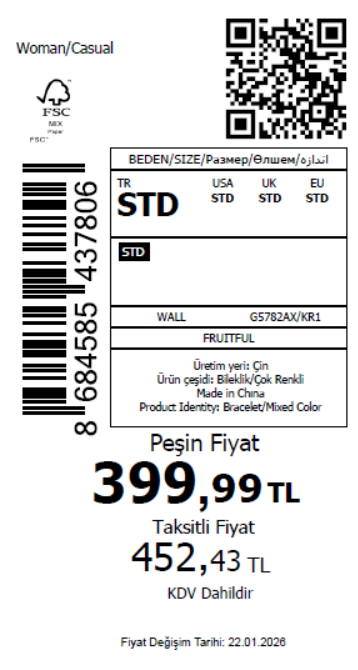 Woman/Casual
FSC
MIX
Paper
FSC
BEDEN/SIZE/Размер/Өлшем/اندازه
TR USA UK EU
STD STD STD STD
STD
WALL G5782AX/KR1
FRUITFUL
Üretim yeri: Çin
Ürün çeşidi: Bileklik/Çok Renkli
Made in China
Product Identity: Bracelet/Mixed Color
8 684585 437806
Peşin Fiyat
399,99 TL
Taksitli Fiyat
452,43 TL
KDV Dahildir
Fiyat Değişim Tarihi: 22.01.2026